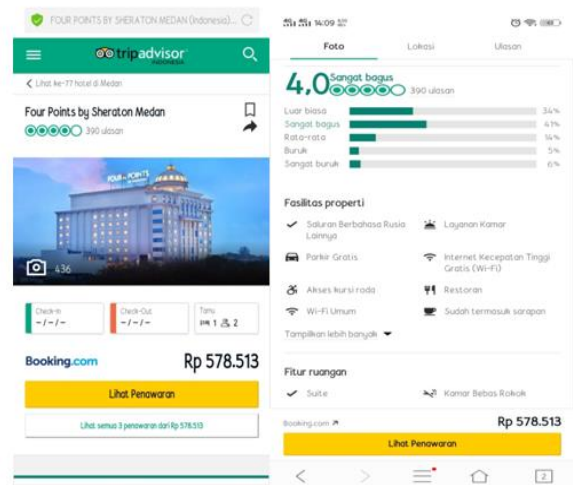 FOUR POINTS BY SHERATON MEDAN (Indonesia)...
tripadvisor
INDONESIA
Lihat ke-77 hotel di Medan
Four Points by Sheraton Medan
390 ulasan
FOUR POINTS
436
Check-In
-/-/-
Check-Out
-/-/-
Tamu
1 2
Booking.com
Rp 578.513
Lihat Penawaran
Lihat semua 3 penawaran dari Rp 578.513
14:09
Foto Lokasi Ulasan
4,0 Sangat bagus
390 ulasan
Luar biasa 34%
Sangat bagus 41%
Rata-rata 14%
Buruk 5%
Sangat buruk 6%
Fasilitas properti
Saluran Berbahasa Rusia Lainnya
Layanan Kamar
Parkir Gratis
Internet Kecepatan Tinggi
Gratis (Wi-Fi)
Akses kursi roda
Restoran
Wi-Fi Umum
Sudah termasuk sarapan
Tampilkan lebih banyak
Fitur ruangan
Suite
Kamar Bebas Rokok
Booking.com
Rp 578.513
Lihat Penawaran
2